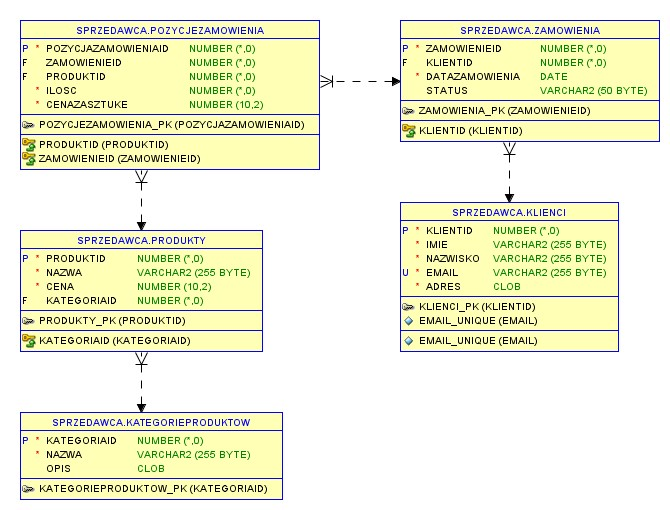 SPRZEDAWCA.POZYCJEZAMOWIENIA
P * POZYCJAZAMOWIENIAID NUMBER (*,0)
F ZAMOWIENIEID NUMBER (*,0)
F PRODUKTID NUMBER (*,0)
* ILOSC NUMBER (*,0)
* CENAZASZTUKE NUMBER (10,2)
POZYCJEZAMOWIENIA_PK (POZYCJAZAMOWIENIAID)
PRODUKTID (PRODUKTID)
ZAMOWIENIEID (ZAMOWIENIEID)
SPRZEDAWCA.ZAMOWIENIA
P * ZAMOWIENIEID NUMBER (*,0)
F KLIENTID NUMBER (*,0)
* DATAZAMOWIENIA DATE
STATUS VARCHAR2 (50 BYTE)
ZAMOWIENIA_PK (ZAMOWIENIEID)
KLIENTID (KLIENTID)
SPRZEDAWCA.PRODUKTY
P * PRODUKTID NUMBER (*,0)
* NAZWA VARCHAR2 (255 BYTE)
* CENA NUMBER (10,2)
F KATEGORIAID NUMBER (*,0)
PRODUKTY_PK (PRODUKTID)
KATEGORIAID (KATEGORIAID)
SPRZEDAWCA.KLIENCI
P * KLIENTID NUMBER (*,0)
* IMIE VARCHAR2 (255 BYTE)
* NAZWISKO VARCHAR2 (255 BYTE)
U * EMAIL VARCHAR2 (255 BYTE)
* ADRES CLOB
KLIENCI_PK (KLIENTID)
EMAIL_UNIQUE (EMAIL)
EMAIL_UNIQUE (EMAIL)
SPRZEDAWCA.KATEGORIEPRODUKTOW
P * KATEGORIAID NUMBER (*,0)
* NAZWA VARCHAR2 (255 BYTE)
OPIS CLOB
KATEGORIEPRODUKTOW_PK (KATEGORIAID)